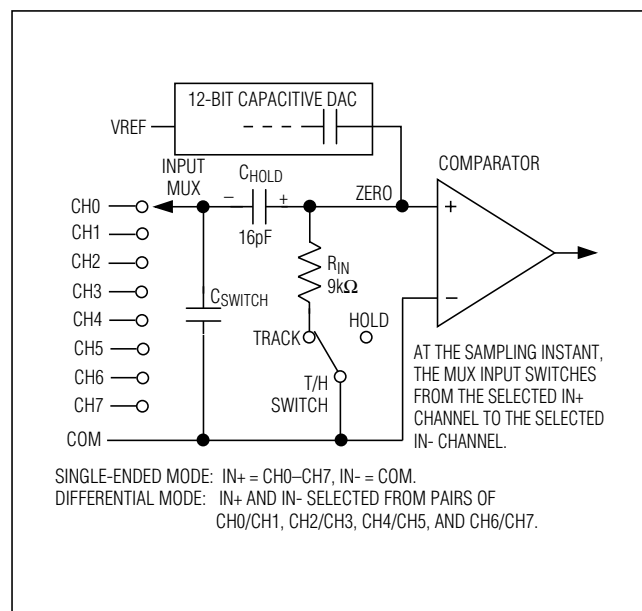 12-BIT CAPACITIVE DAC
VREF
INPUT
MUX
CHOLD
16pF
–
+
ZERO
COMPARATOR
+
–
CH0
CH1
CH2
CH3
CH4
CH5
CH6
CH7
COM
CSWITCH
RIN
9kΩ
TRACK
HOLD
T/H
SWITCH
AT THE SAMPLING INSTANT,
THE MUX INPUT SWITCHES
FROM THE SELECTED IN+
CHANNEL TO THE SELECTED
IN- CHANNEL.
SINGLE-ENDED MODE: IN+ = CH0–CH7, IN- = COM.
DIFFERENTIAL MODE: IN+ AND IN- SELECTED FROM PAIRS OF
CH0/CH1, CH2/CH3, CH4/CH5, AND CH6/CH7.